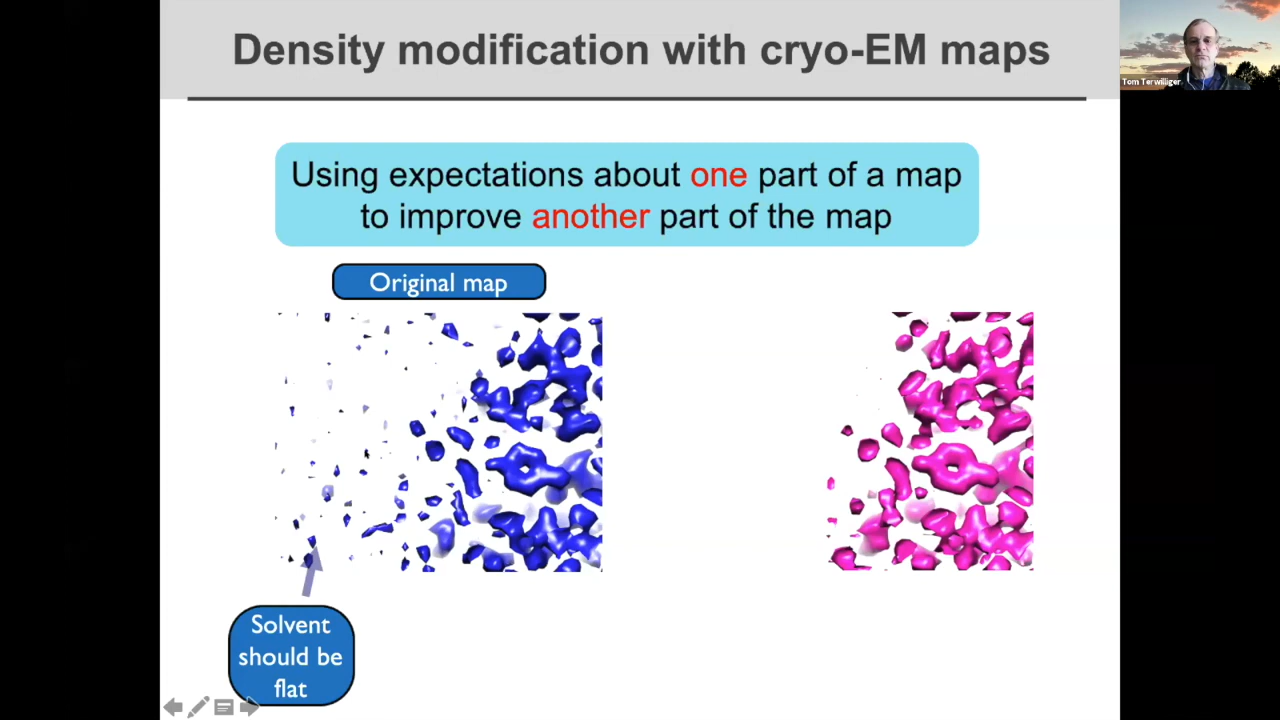 Density modification with cryo-EM maps
Tom Terwilliger
Using expectations about one part of a map
to improve another part of the map
Original map
Solvent
should be
flat